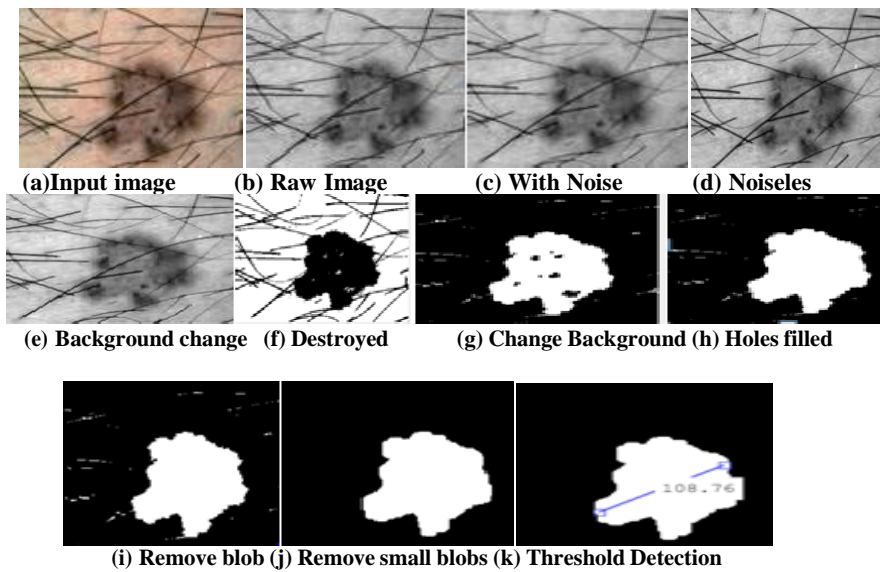 (a)Input image (b) Raw Image (c) With Noise (d) Noiseles
(e) Background change (f) Destroyed (g) Change Background (h) Holes filled
108.76
(i) Remove blob (j) Remove small blobs (k) Threshold Detection